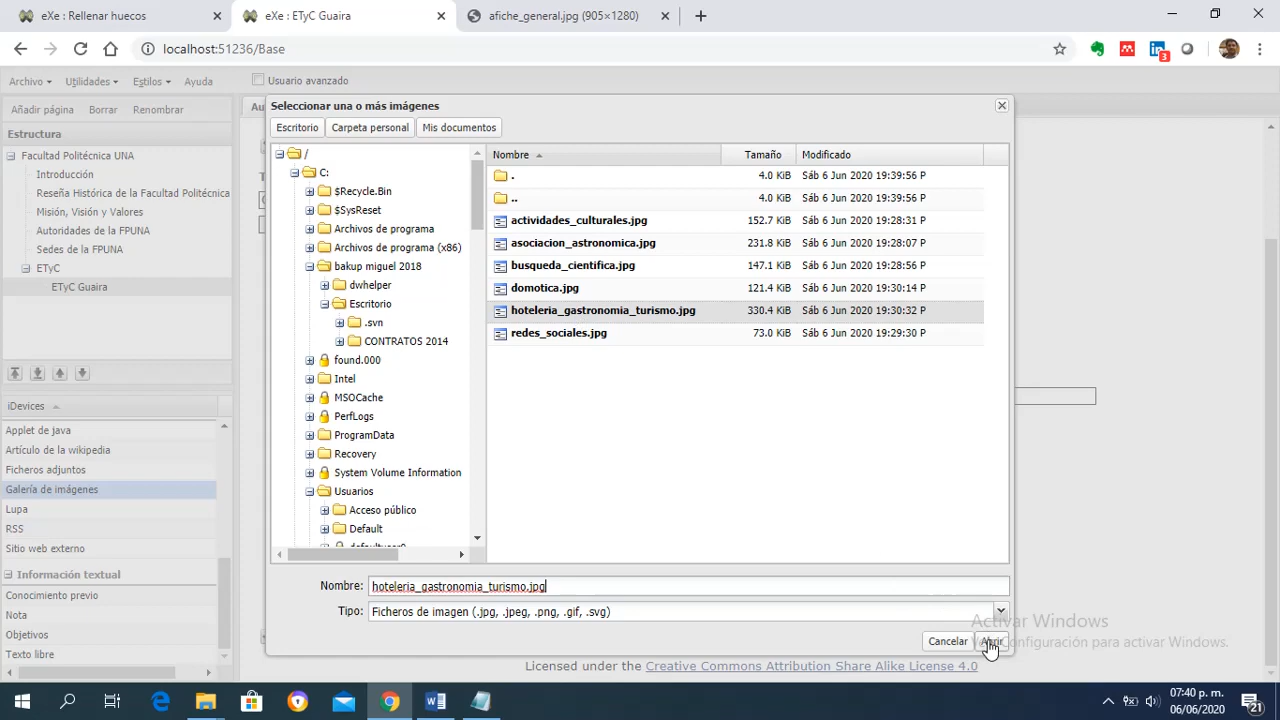 eXe : Rellenar huecos
eXe : ETyC Guaira
afiche_general.jpg (905×1280)
localhost:51236/Base
3
Archivo
Utilidades
Estilos
Ayuda
Usuario avanzado
Añadir página
Borrar
Renombrar
Au
Seleccionar una o más imágenes
Escritorio
Carpeta personal
Mis documentos
Estructura
Facultad Politécnica UNA
Introducción
Reseña Histórica de la Facultad Politécnica
Misión, Visión y Valores
Autoridades de la FPUNA
Sedes de la FPUNA
ETyC
ETyC Guaira
/
C:
$Recycle.Bin
$SysReset
Archivos de programa
Archivos de programa (x86)
bakup miguel 2018
dwhelper
Escritorio
.svn
CONTRATOS 2014
found.000
Intel
MSOCache
PerfLogs
ProgramData
Recovery
System Volume Information
Usuarios
Acceso público
Default
defaultuser0
Nombre Tamaño Modificado
. 4.0 KiB Sáb 6 Jun 2020 19:39:56 P
.. 4.0 KiB Sáb 6 Jun 2020 19:39:56 P
actividades_culturales.jpg 152.7 KiB Sáb 6 Jun 2020 19:28:31 P
asociacion_astronomica.jpg 231.8 KiB Sáb 6 Jun 2020 19:28:07 P
busqueda_cientifica.jpg 147.1 KiB Sáb 6 Jun 2020 19:28:56 P
domotica.jpg 121.4 KiB Sáb 6 Jun 2020 19:30:14 P
hoteleria_gastronomia_turismo.jpg 330.4 KiB Sáb 6 Jun 2020 19:30:32 P
redes_sociales.jpg 73.0 KiB Sáb 6 Jun 2020 19:29:30 P
iDevices
Applet de java
Artículo de la wikipedia
Ficheros adjuntos
Galería de imágenes
Lupa
RSS
Sitio web externo
Información textual
Conocimiento previo
Nota
Objetivos
Texto libre
Nombre: hoteleria_gastronomia_turismo.jpg
Tipo: Ficheros de imagen (.jpg, .jpeg, .png, .gif, .svg)
Cancelar
Abrir
Activar Windows
configuración para activar Windows.
Licensed under the Creative Commons Attribution Share Alike License 4.0
07:40 p. m.
06/06/2020
21